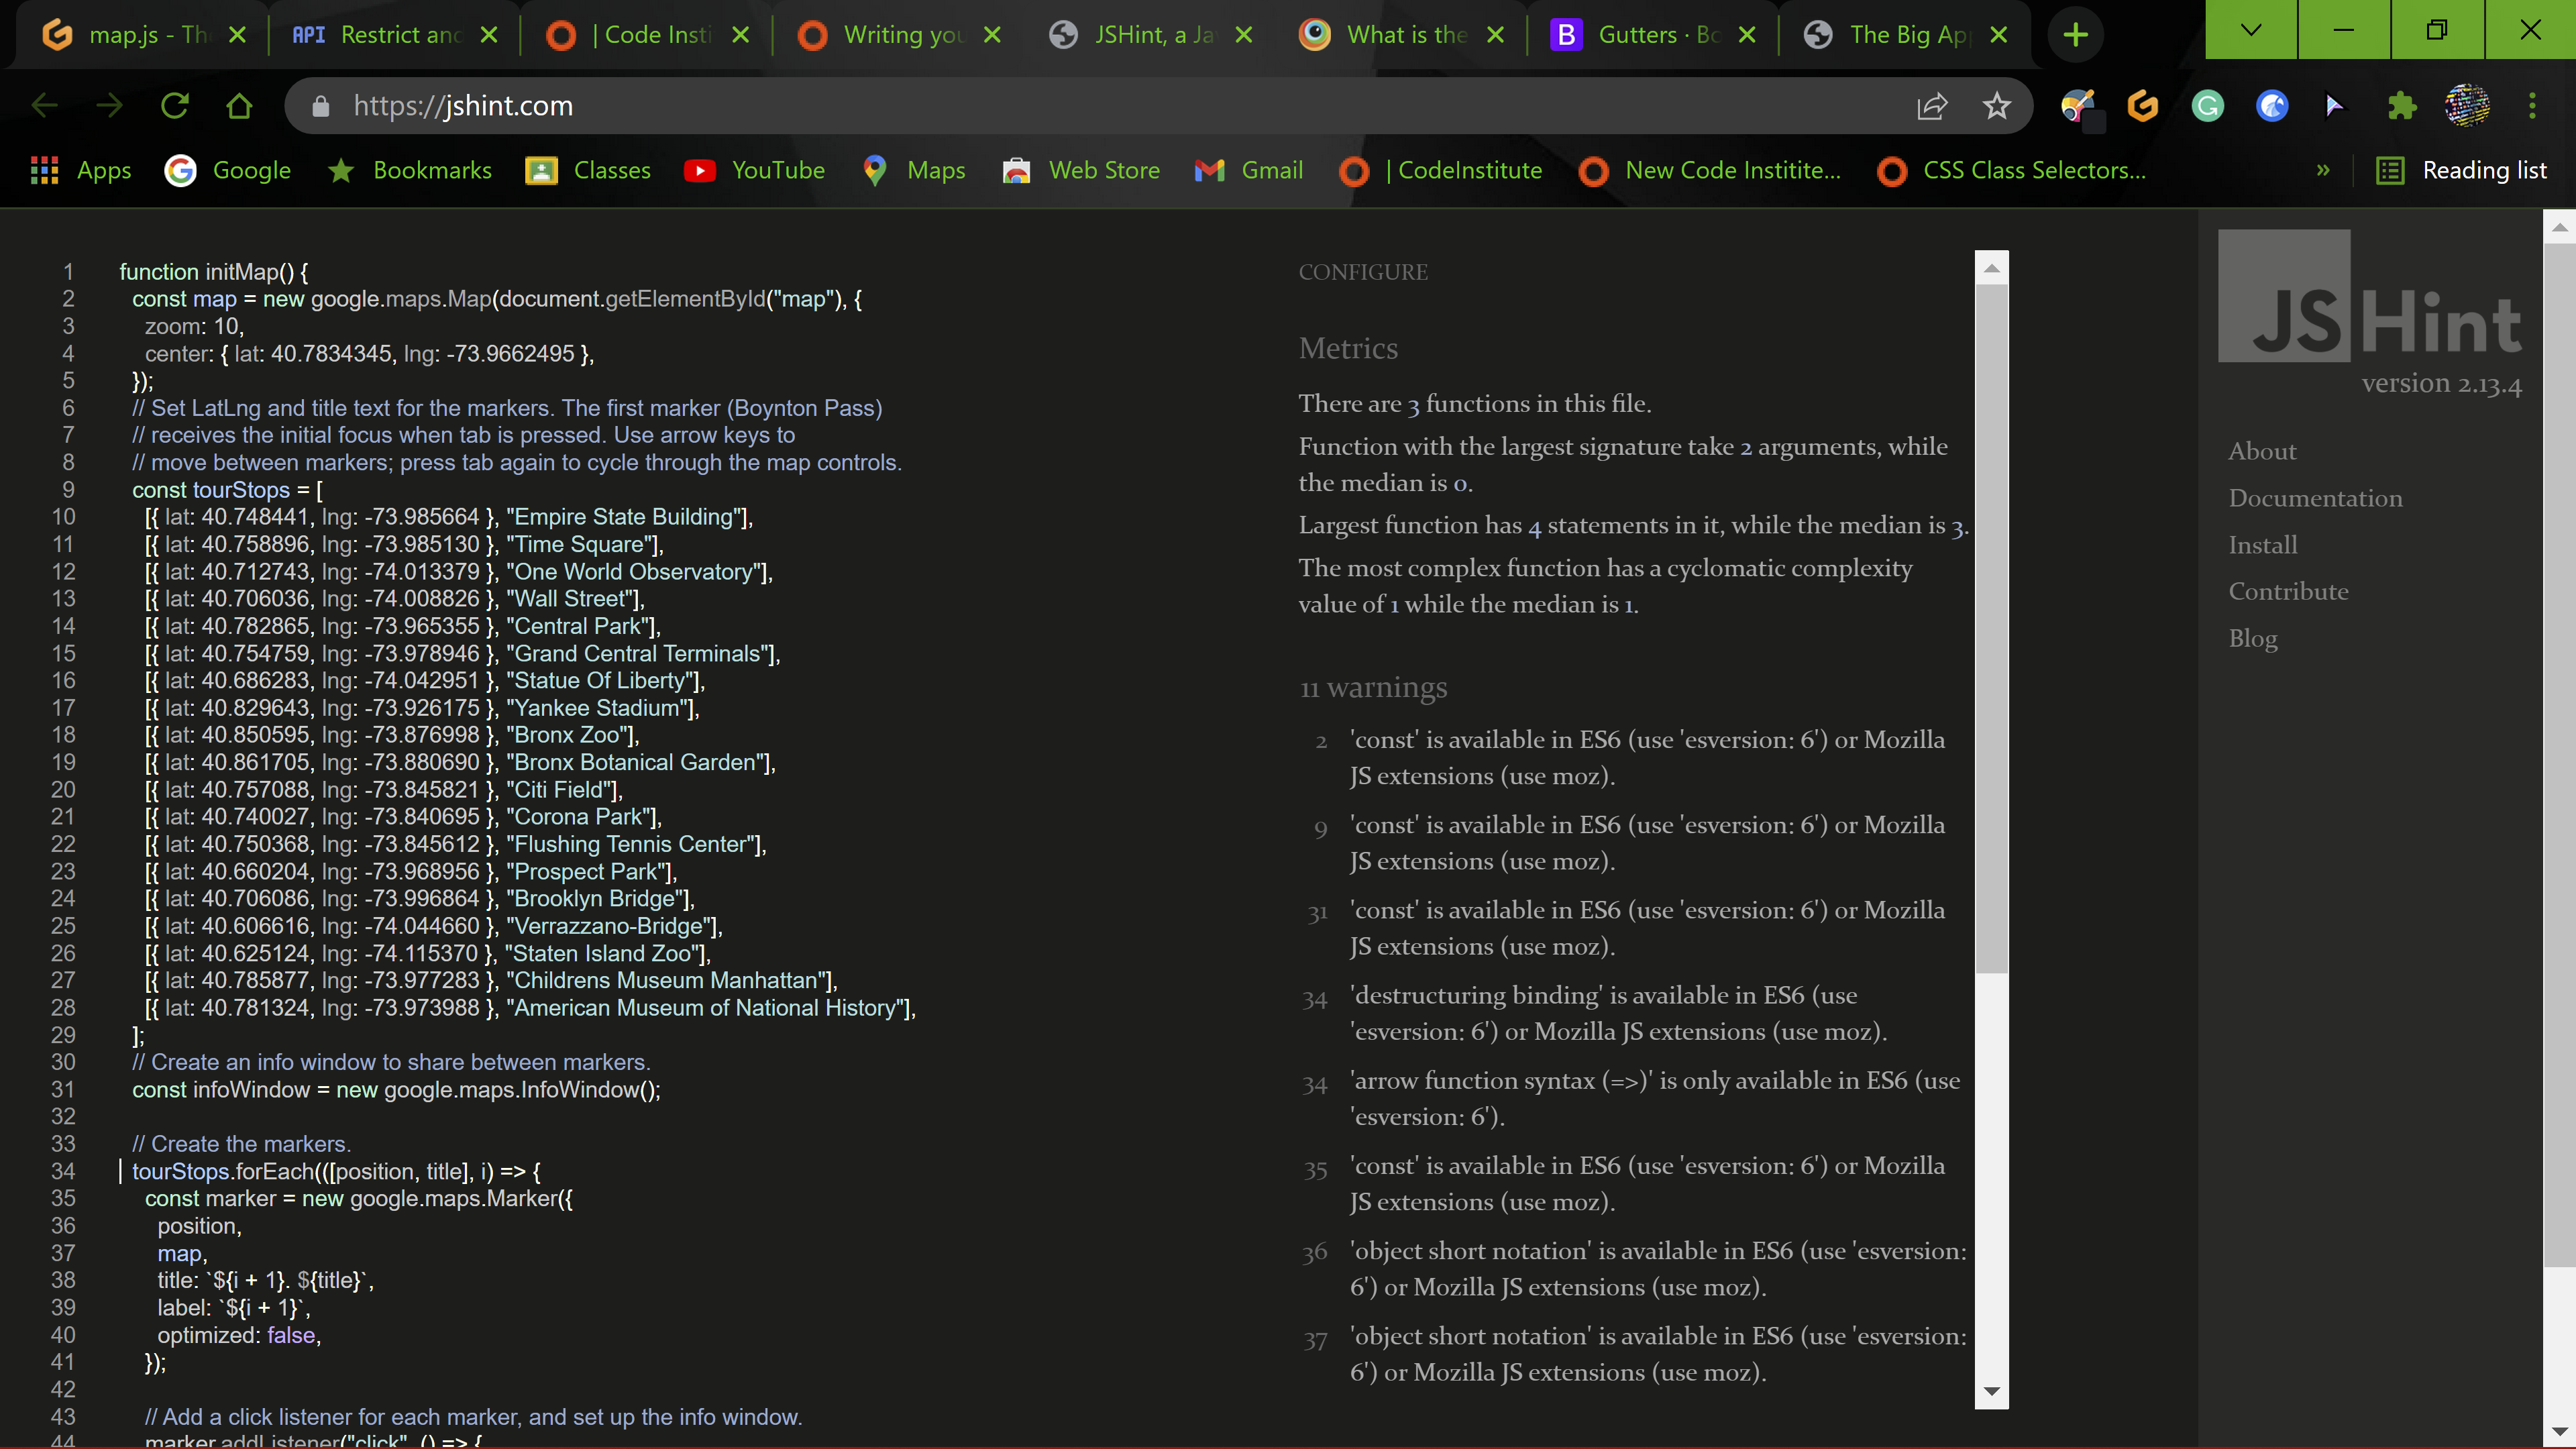 map.js - Th
API Restrict and
| Code Insti
Writing you
JSHint, a Ja
What is the
B Gutters · Bo
The Big App
https://jshint.com
Apps
Google
Bookmarks
Classes
YouTube
Maps
Web Store
Gmail
| CodeInstitute
New Code Institite...
CSS Class Selectors...
»
Reading list
1 function initMap() {
2 const map = new google.maps.Map(document.getElementById("map"), {
3 zoom: 10,
4 center: { lat: 40.7834345, lng: -73.9662495 },
5 });
6 // Set LatLng and title text for the markers. The first marker (Boynton Pass)
7 // receives the initial focus when tab is pressed. Use arrow keys to
8 // move between markers; press tab again to cycle through the map controls.
9 const tourStops = [
10 [{ lat: 40.748441, lng: -73.985664 }, "Empire State Building"],
11 [{ lat: 40.758896, lng: -73.985130 }, "Time Square"],
12 [{ lat: 40.712743, lng: -74.013379 }, "One World Observatory"],
13 [{ lat: 40.706036, lng: -74.008826 }, "Wall Street"],
14 [{ lat: 40.782865, lng: -73.965355 }, "Central Park"],
15 [{ lat: 40.754759, lng: -73.978946 }, "Grand Central Terminals"],
16 [{ lat: 40.686283, lng: -74.042951 }, "Statue Of Liberty"],
17 [{ lat: 40.829643, lng: -73.926175 }, "Yankee Stadium"],
18 [{ lat: 40.850595, lng: -73.876998 }, "Bronx Zoo"],
19 [{ lat: 40.861705, lng: -73.880690 }, "Bronx Botanical Garden"],
20 [{ lat: 40.757088, lng: -73.845821 }, "Citi Field"],
21 [{ lat: 40.740027, lng: -73.840695 }, "Corona Park"],
22 [{ lat: 40.750368, lng: -73.845612 }, "Flushing Tennis Center"],
23 [{ lat: 40.660204, lng: -73.968956 }, "Prospect Park"],
24 [{ lat: 40.706086, lng: -73.996864 }, "Brooklyn Bridge"],
25 [{ lat: 40.606616, lng: -74.044660 }, "Verrazzano-Bridge"],
26 [{ lat: 40.625124, lng: -74.115370 }, "Staten Island Zoo"],
27 [{ lat: 40.785877, lng: -73.977283 }, "Childrens Museum Manhattan"],
28 [{ lat: 40.781324, lng: -73.973988 }, "American Museum of National History"],
29 ];
30 // Create an info window to share between markers.
31 const infoWindow = new google.maps.InfoWindow();
32
33 // Create the markers.
34 tourStops.forEach(([position, title], i) => {
35 const marker = new google.maps.Marker({
36 position,
37 map,
38 title: `${i + 1}. ${title}`,
39 label: `${i + 1}`,
40 optimized: false,
41 });
42
43 // Add a click listener for each marker, and set up the info window.
44 marker.addListener("click", () => {
CONFIGURE
Metrics
There are 3 functions in this file.
Function with the largest signature take 2 arguments, while
the median is 0.
Largest function has 4 statements in it, while the median is 3.
The most complex function has a cyclomatic complexity
value of 1 while the median is 1.
11 warnings
2 'const' is available in ES6 (use 'esversion: 6') or Mozilla
JS extensions (use moz).
9 'const' is available in ES6 (use 'esversion: 6') or Mozilla
JS extensions (use moz).
31 'const' is available in ES6 (use 'esversion: 6') or Mozilla
JS extensions (use moz).
34 'destructuring binding' is available in ES6 (use
'esversion: 6') or Mozilla JS extensions (use moz).
34 'arrow function syntax (=>)' is only available in ES6 (use
'esversion: 6').
35 'const' is available in ES6 (use 'esversion: 6') or Mozilla
JS extensions (use moz).
36 'object short notation' is available in ES6 (use 'esversion:
6') or Mozilla JS extensions (use moz).
37 'object short notation' is available in ES6 (use 'esversion:
6') or Mozilla JS extensions (use moz).
JSHint
version 2.13.4
About
Documentation
Install
Contribute
Blog